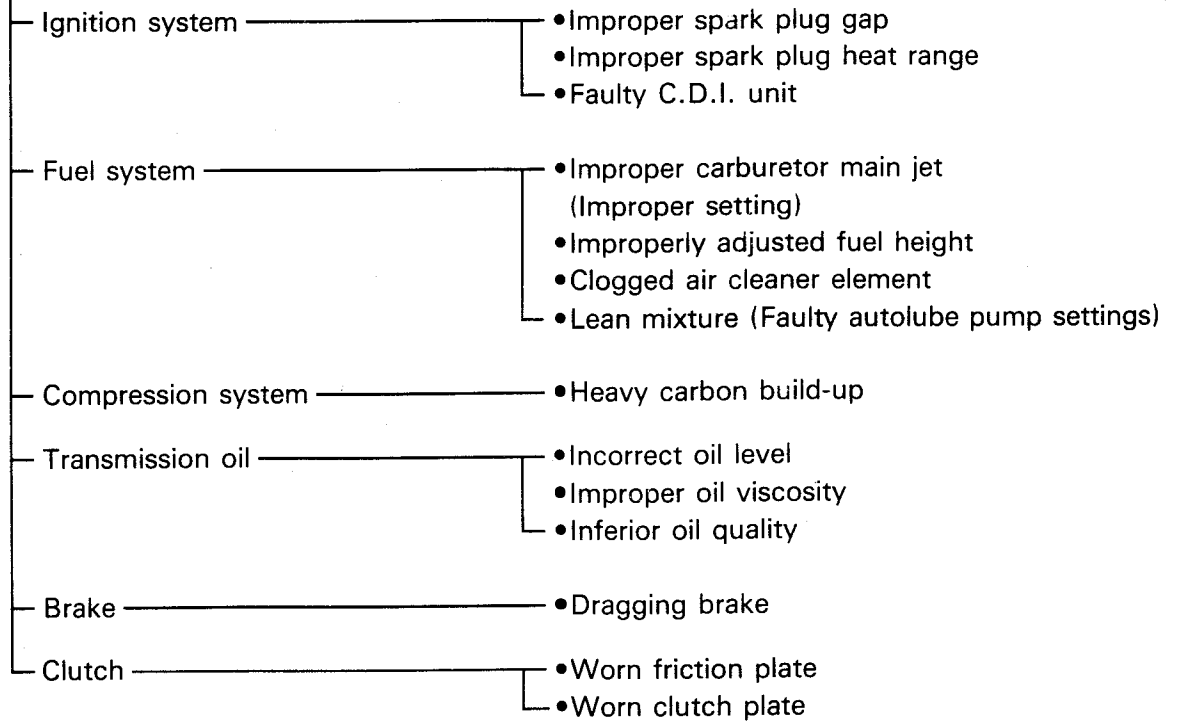 Ignition system
•Improper spark plug gap
•Improper spark plug heat range
•Faulty C.D.I. unit
Fuel system
•Improper carburetor main jet
(Improper setting)
•Improperly adjusted fuel height
•Clogged air cleaner element
•Lean mixture (Faulty autolube pump settings)
Compression system
•Heavy carbon build-up
Transmission oil
•Incorrect oil level
•Improper oil viscosity
•Inferior oil quality
Brake
•Dragging brake
Clutch
•Worn friction plate
•Worn clutch plate